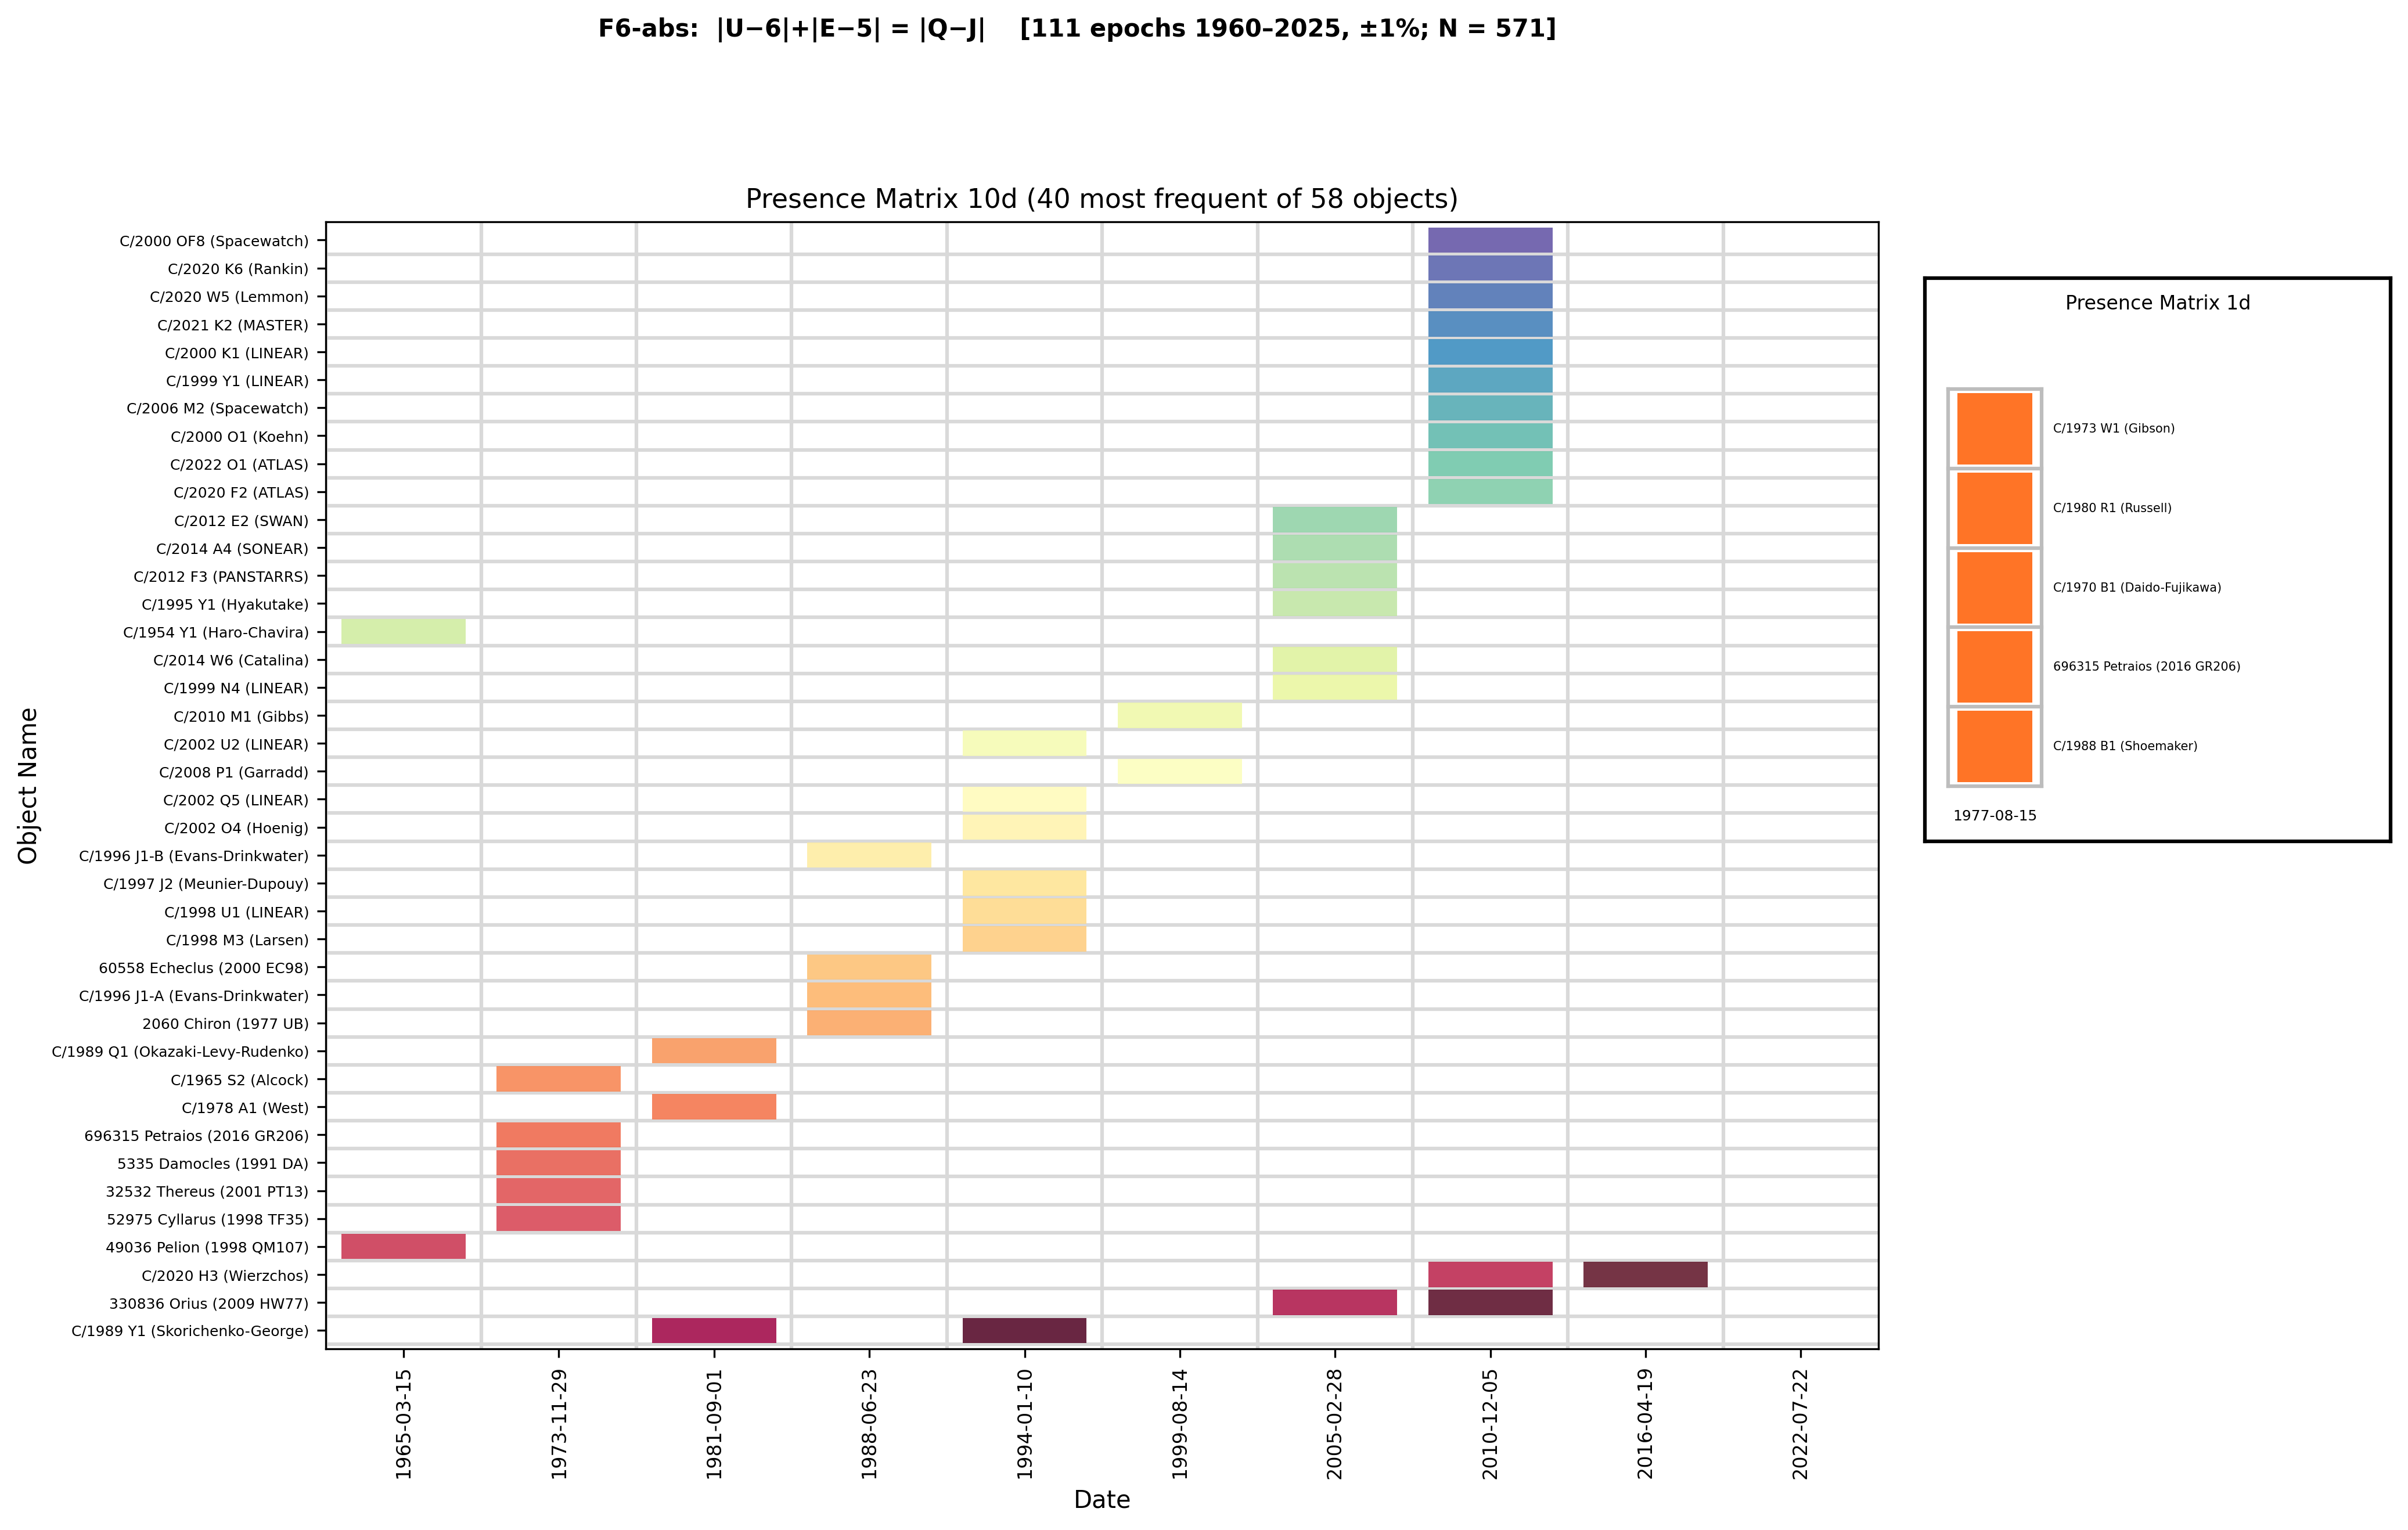 F6-abs:  |U−6|+|E−5| = |Q−J|    [111 epochs 1960–2025, ±1%; N = 571]
Presence Matrix 10d (40 most frequent of 58 objects)
Object Name
C/2000 OF8 (Spacewatch)
C/2020 K6 (Rankin)
C/2020 W5 (Lemmon)
C/2021 K2 (MASTER)
C/2000 K1 (LINEAR)
C/1999 Y1 (LINEAR)
C/2006 M2 (Spacewatch)
C/2000 O1 (Koehn)
C/2022 O1 (ATLAS)
C/2020 F2 (ATLAS)
C/2012 E2 (SWAN)
C/2014 A4 (SONEAR)
C/2012 F3 (PANSTARRS)
C/1995 Y1 (Hyakutake)
C/1954 Y1 (Haro-Chavira)
C/2014 W6 (Catalina)
C/1999 N4 (LINEAR)
C/2010 M1 (Gibbs)
C/2002 U2 (LINEAR)
C/2008 P1 (Garradd)
C/2002 Q5 (LINEAR)
C/2002 O4 (Hoenig)
C/1996 J1-B (Evans-Drinkwater)
C/1997 J2 (Meunier-Dupouy)
C/1998 U1 (LINEAR)
C/1998 M3 (Larsen)
60558 Echeclus (2000 EC98)
C/1996 J1-A (Evans-Drinkwater)
2060 Chiron (1977 UB)
C/1989 Q1 (Okazaki-Levy-Rudenko)
C/1965 S2 (Alcock)
C/1978 A1 (West)
696315 Petraios (2016 GR206)
5335 Damocles (1991 DA)
32532 Thereus (2001 PT13)
52975 Cyllarus (1998 TF35)
49036 Pelion (1998 QM107)
C/2020 H3 (Wierzchos)
330836 Orius (2009 HW77)
C/1989 Y1 (Skorichenko-George)
1965-03-15
1973-11-29
1981-09-01
1988-06-23
1994-01-10
1999-08-14
2005-02-28
2010-12-05
2016-04-19
2022-07-22
Date
Presence Matrix 1d
C/1973 W1 (Gibson)
C/1980 R1 (Russell)
C/1970 B1 (Daido-Fujikawa)
696315 Petraios (2016 GR206)
C/1988 B1 (Shoemaker)
1977-08-15